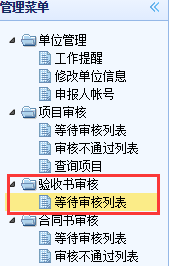 管理菜单
单位管理
工作提醒
修改单位信息
申报人帐号
项目审核
等待审核列表
审核不通过列表
查询项目
验收书审核
等待审核列表
合同书审核
等待审核列表
审核不通过列表